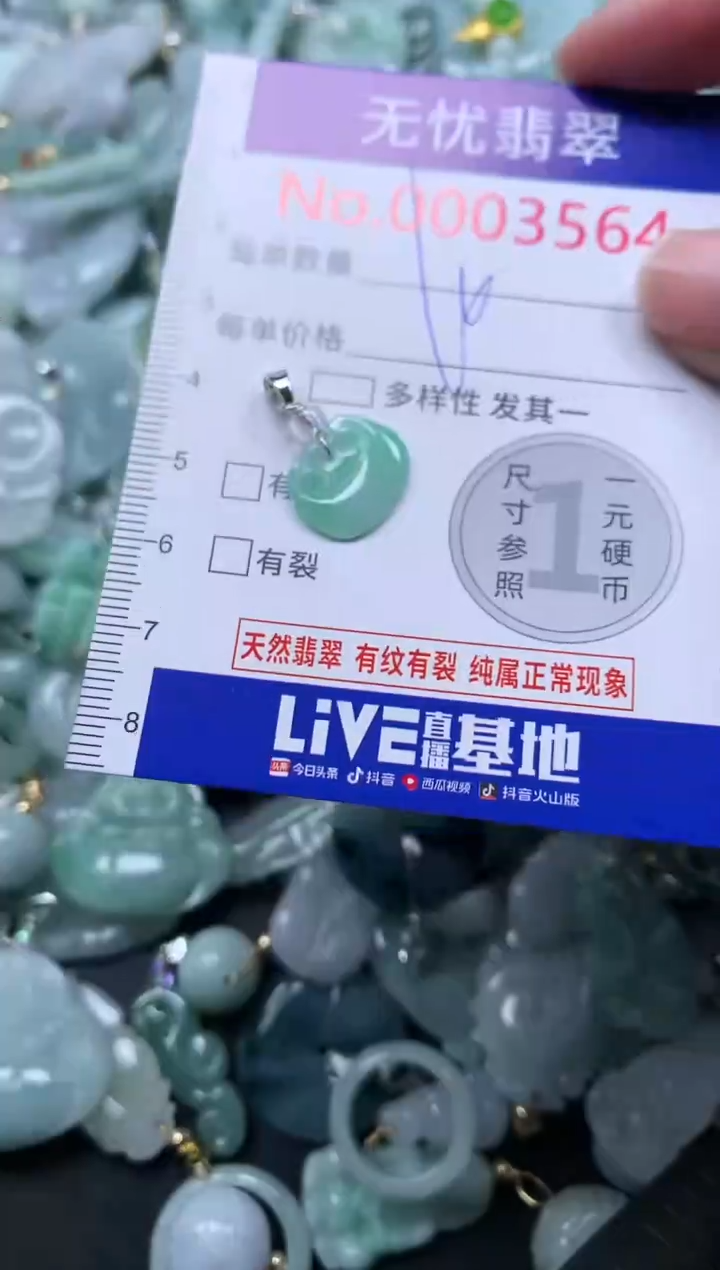 无忧翡翠
No.0003564
每单数量
每单价格
多样性 发其一
4
5
有
6
有裂
7
8
尺寸参照
1
一元硬币
天然翡翠 有纹有裂 纯属正常现象
LiVE直播基地
头条 今日头条 抖音 西瓜视频 抖音火山版